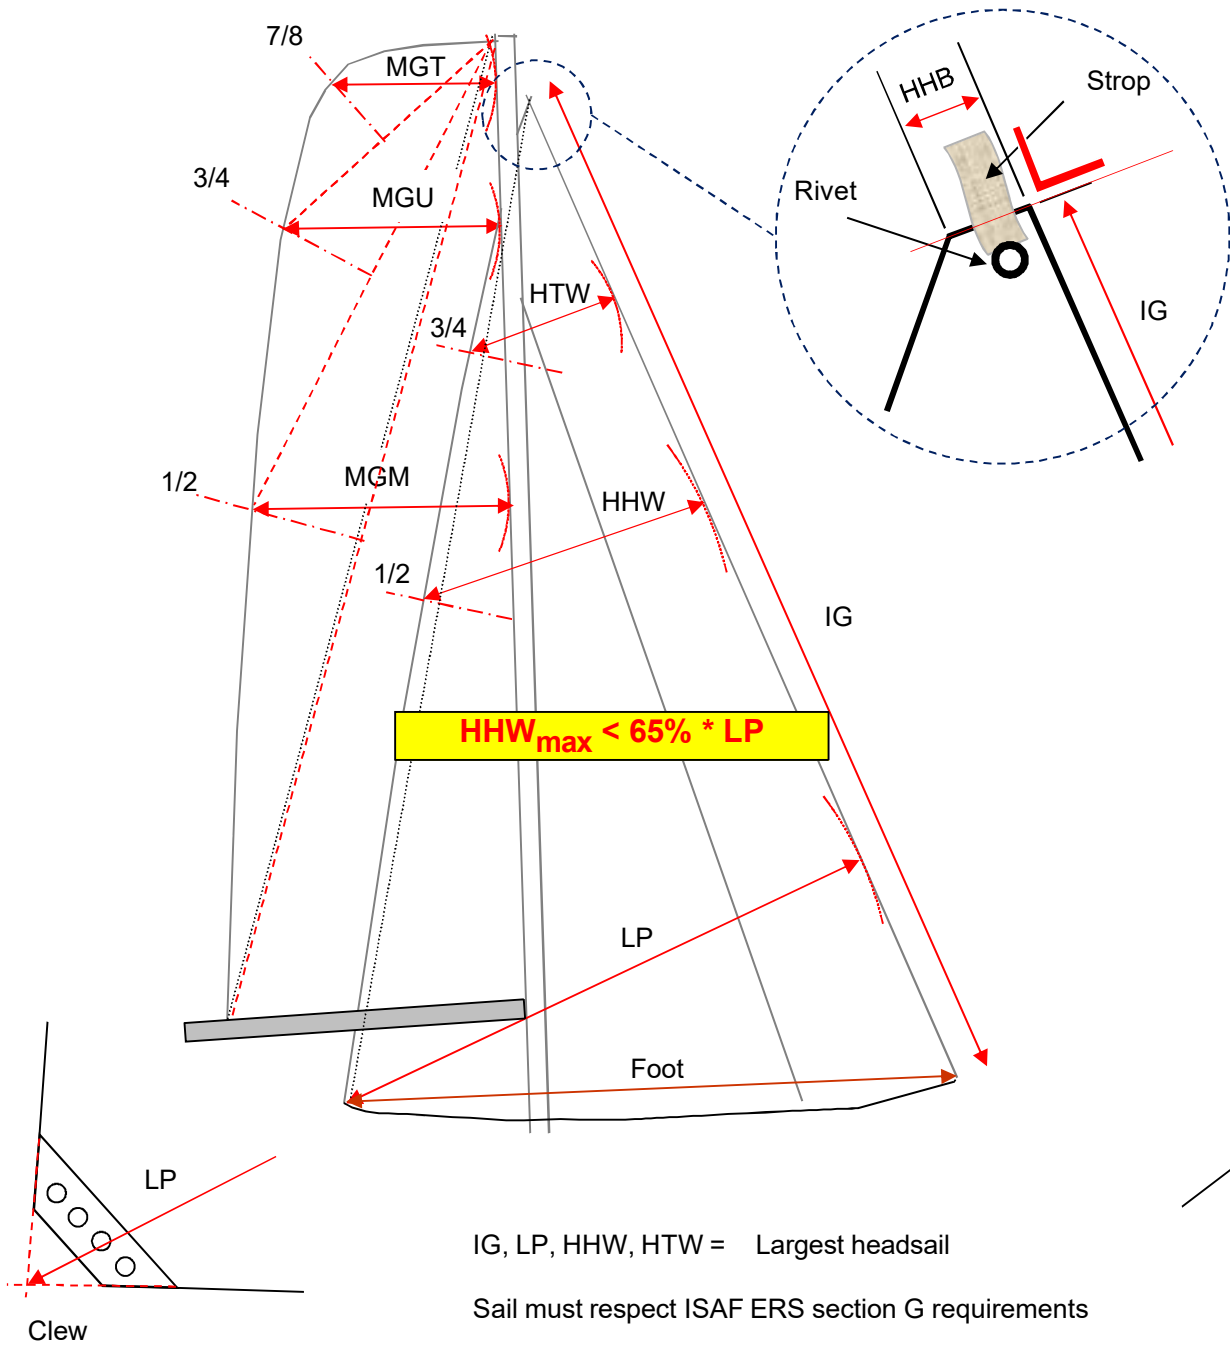 7/8
MGT
HHB
Strop
3/4
MGU
Rivet
HTW
IG
3/4
1/2
MGM
HHW
1/2
IG
HHWmax < 65% * LP
LP
Foot
LP
IG, LP, HHW, HTW = Largest headsail
Sail must respect ISAF ERS section G requirements
Clew